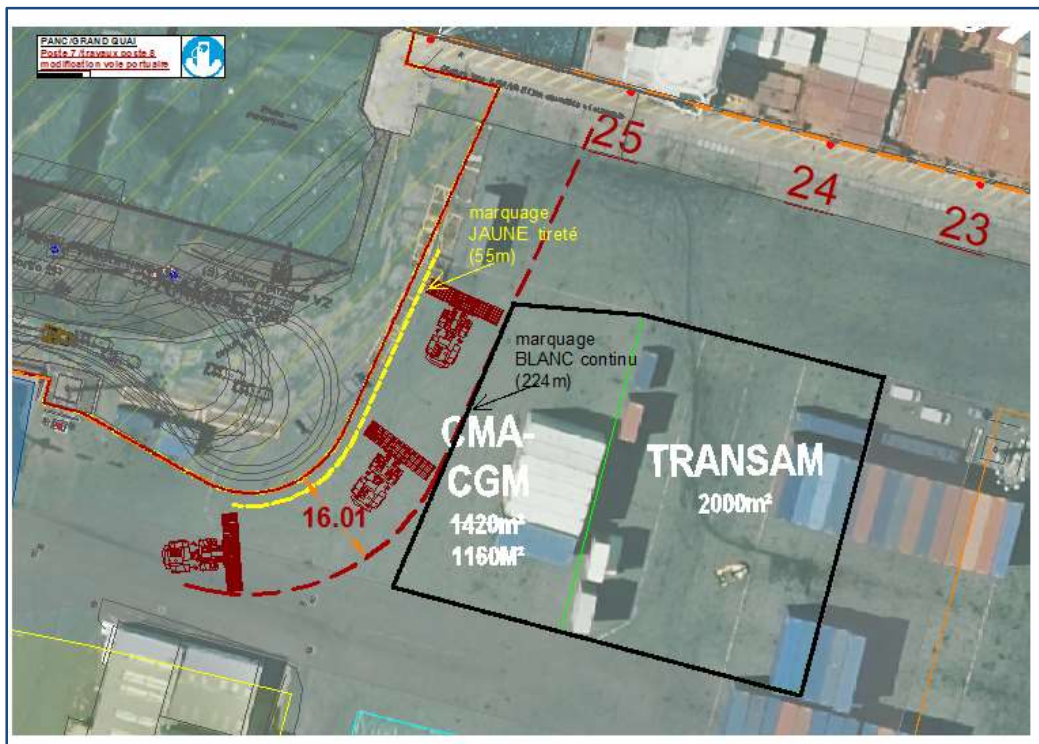 PANC/GRAND QUAI
Poste 7 /travaux poste 8
modification voie portuaire
25
24
23
marquage
JAUNE tireté
(55m)
marquage
BLANC continu
(224m)
CMA-
CGM
1420m²
1160M²
TRANSAM
2000m²
16.01